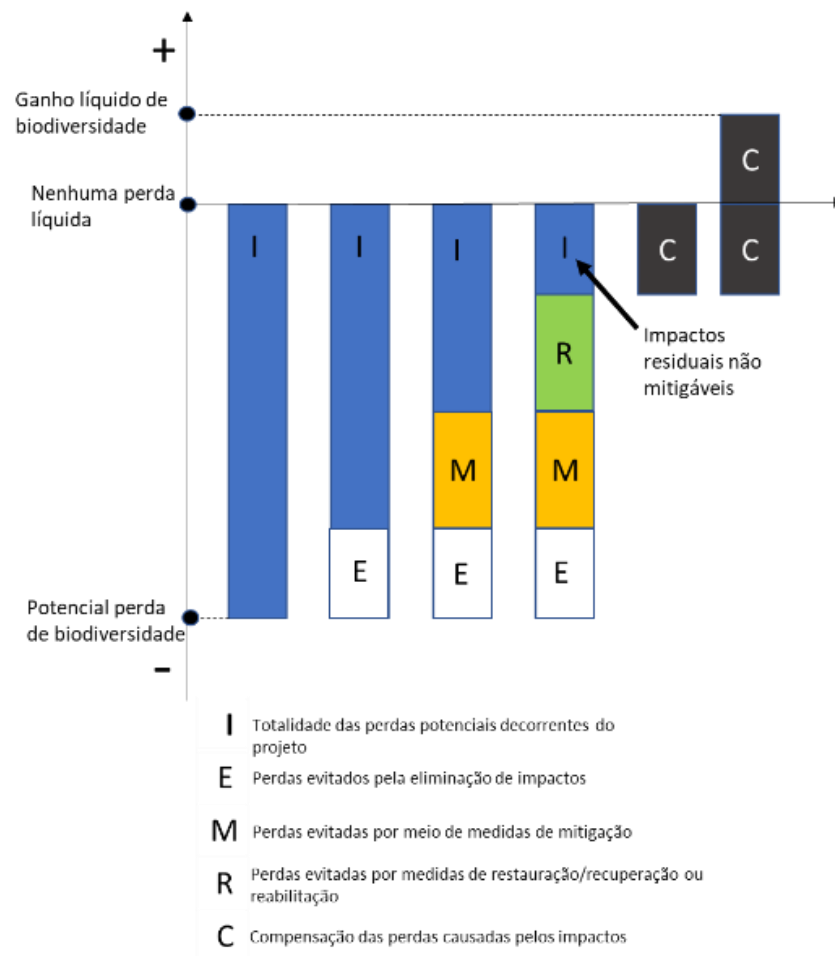 +
Ganho líquido de
biodiversidade
C
Nenhuma perda
líquida
I
I
I
I
C
C
Impactos
residuais não
mitigáveis
R
M
M
E
E
E
Potencial perda
de biodiversidade
-
I Totalidade das perdas potenciais decorrentes do
projeto
E Perdas evitados pela eliminação de impactos
M Perdas evitadas por meio de medidas de mitigação
R Perdas evitadas por medidas de restauração/recuperação ou
reabilitação
C Compensação das perdas causadas pelos impactos